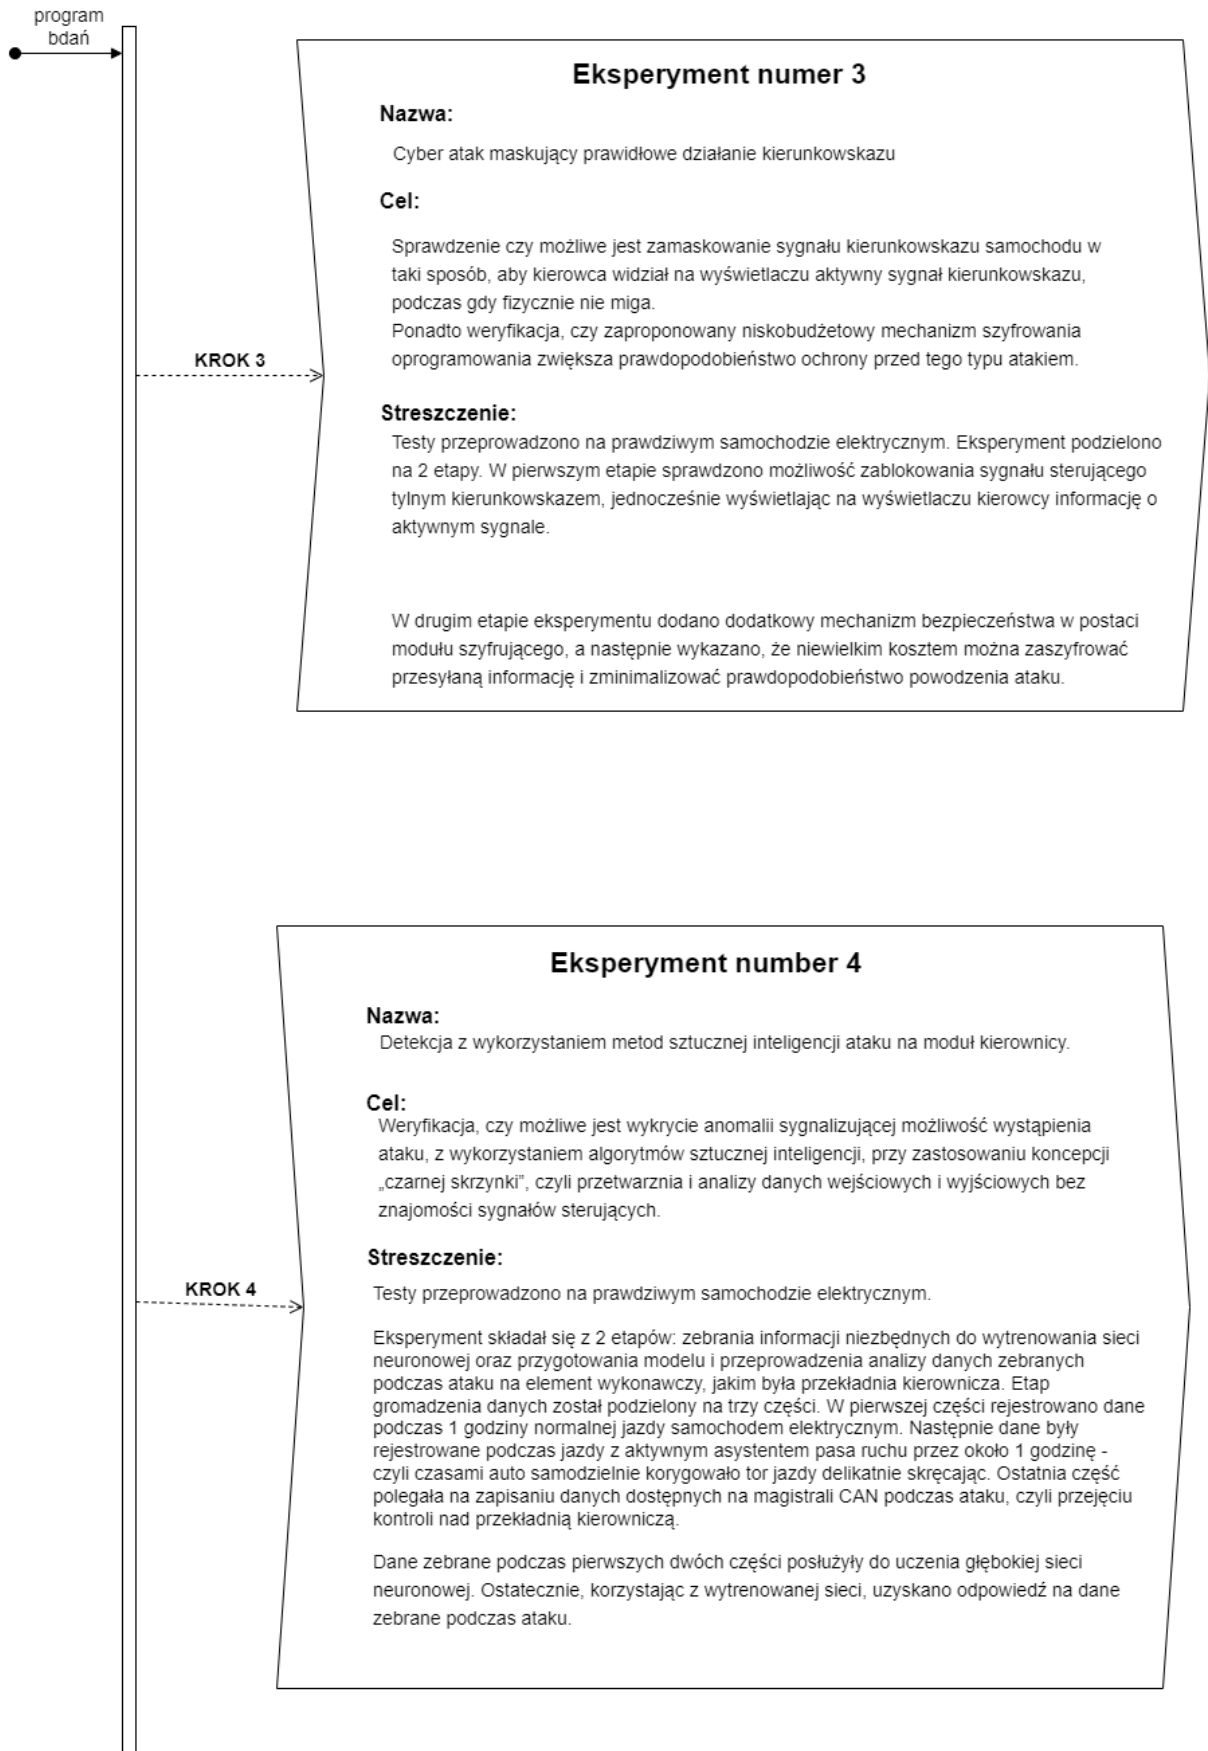 program
bdań
Eksperyment numer 3
Nazwa:
Cyber atak maskujący prawidłowe działanie kierunkowskazu
Cel:
Sprawdzenie czy możliwe jest zamaskowanie sygnału kierunkowskazu samochodu w
taki sposób, aby kierowca widział na wyświetlaczu aktywny sygnał kierunkowskazu,
podczas gdy fizycznie nie miga.
Ponadto weryfikacja, czy zaproponowany niskobudżetowy mechanizm szyfrowania
oprogramowania zwiększa prawdopodobieństwo ochrony przed tego typu atakiem.
KROK 3
Streszczenie:
Testy przeprowadzono na prawdziwym samochodzie elektrycznym. Eksperyment podzielono
na 2 etapy. W pierwszym etapie sprawdzono możliwość zablokowania sygnału sterującego
tylnym kierunkowskazem, jednocześnie wyświetlając na wyświetlaczu kierowcy informację o
aktywnym sygnale.
W drugim etapie eksperymentu dodano dodatkowy mechanizm bezpieczeństwa w postaci
modułu szyfrującego, a następnie wykazano, że niewielkim kosztem można zaszyfrować
przesyłaną informację i zminimalizować prawdopodobieństwo powodzenia ataku.
Eksperyment number 4
Nazwa:
Detekcja z wykorzystaniem metod sztucznej inteligencji ataku na moduł kierownicy.
Cel:
Weryfikacja, czy możliwe jest wykrycie anomalii sygnalizującej możliwość wystąpienia
ataku, z wykorzystaniem algorytmów sztucznej inteligencji, przy zastosowaniu koncepcji
„czarnej skrzynki”, czyli przetwarznia i analizy danych wejściowych i wyjściowych bez
znajomości sygnałów sterujących.
Streszczenie:
KROK 4
Testy przeprowadzono na prawdziwym samochodzie elektrycznym.
Eksperyment składał się z 2 etapów: zebrania informacji niezbędnych do wytrenowania sieci
neuronowej oraz przygotowania modelu i przeprowadzenia analizy danych zebranych
podczas ataku na element wykonawczy, jakim była przekładnia kierownicza. Etap
gromadzenia danych został podzielony na trzy części. W pierwszej części rejestrowano dane
podczas 1 godziny normalnej jazdy samochodem elektrycznym. Następnie dane były
rejestrowane podczas jazdy z aktywnym asystentem pasa ruchu przez około 1 godzinę -
czyli czasami auto samodzielnie korygowało tor jazdy delikatnie skręcając. Ostatnia część
polegała na zapisaniu danych dostępnych na magistrali CAN podczas ataku, czyli przejęciu
kontroli nad przekładnią kierowniczą.
Dane zebrane podczas pierwszych dwóch części posłużyły do uczenia głębokiej sieci
neuronowej. Ostatecznie, korzystając z wytrenowanej sieci, uzyskano odpowiedź na dane
zebrane podczas ataku.